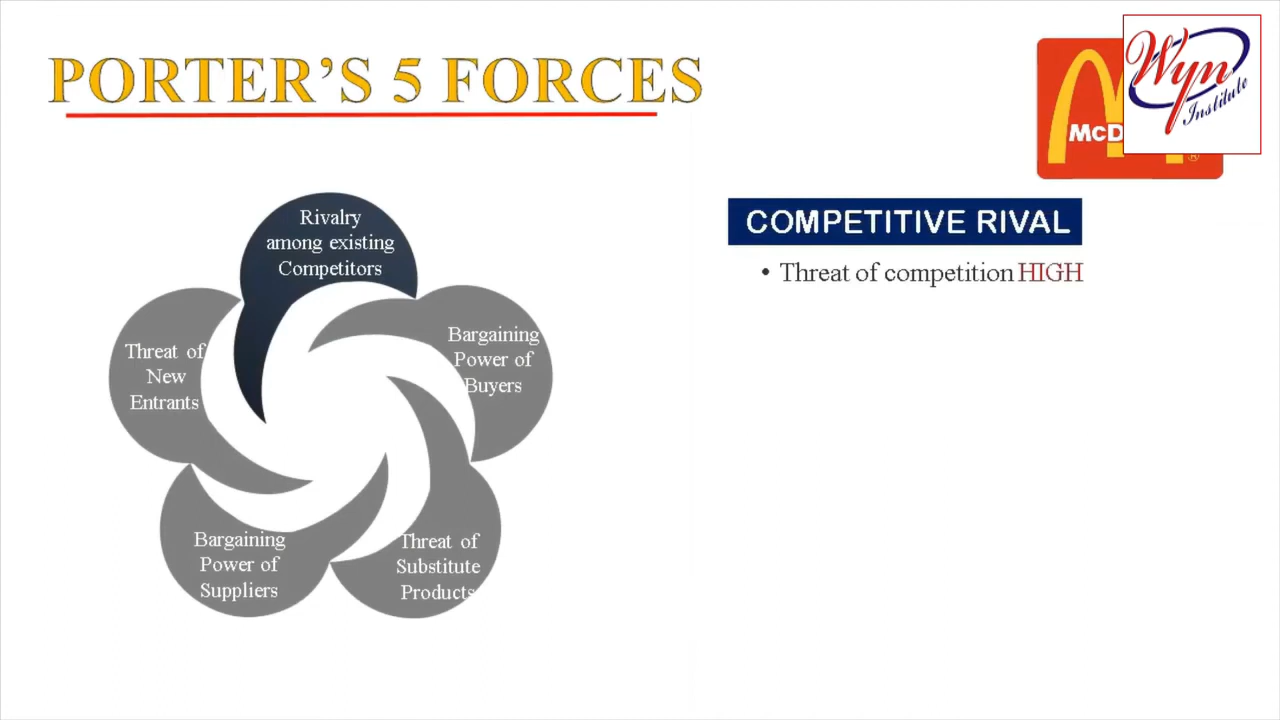 PORTER'S 5 FORCES
McD
Wyn
Institute
®
COMPETITIVE RIVAL
• Threat of competition HIGH
Rivalry
among existing
Competitors
Bargaining
Power of
Buyers
Threat of
New
Entrants
Bargaining
Power of
Suppliers
Threat of
Substitute
Products